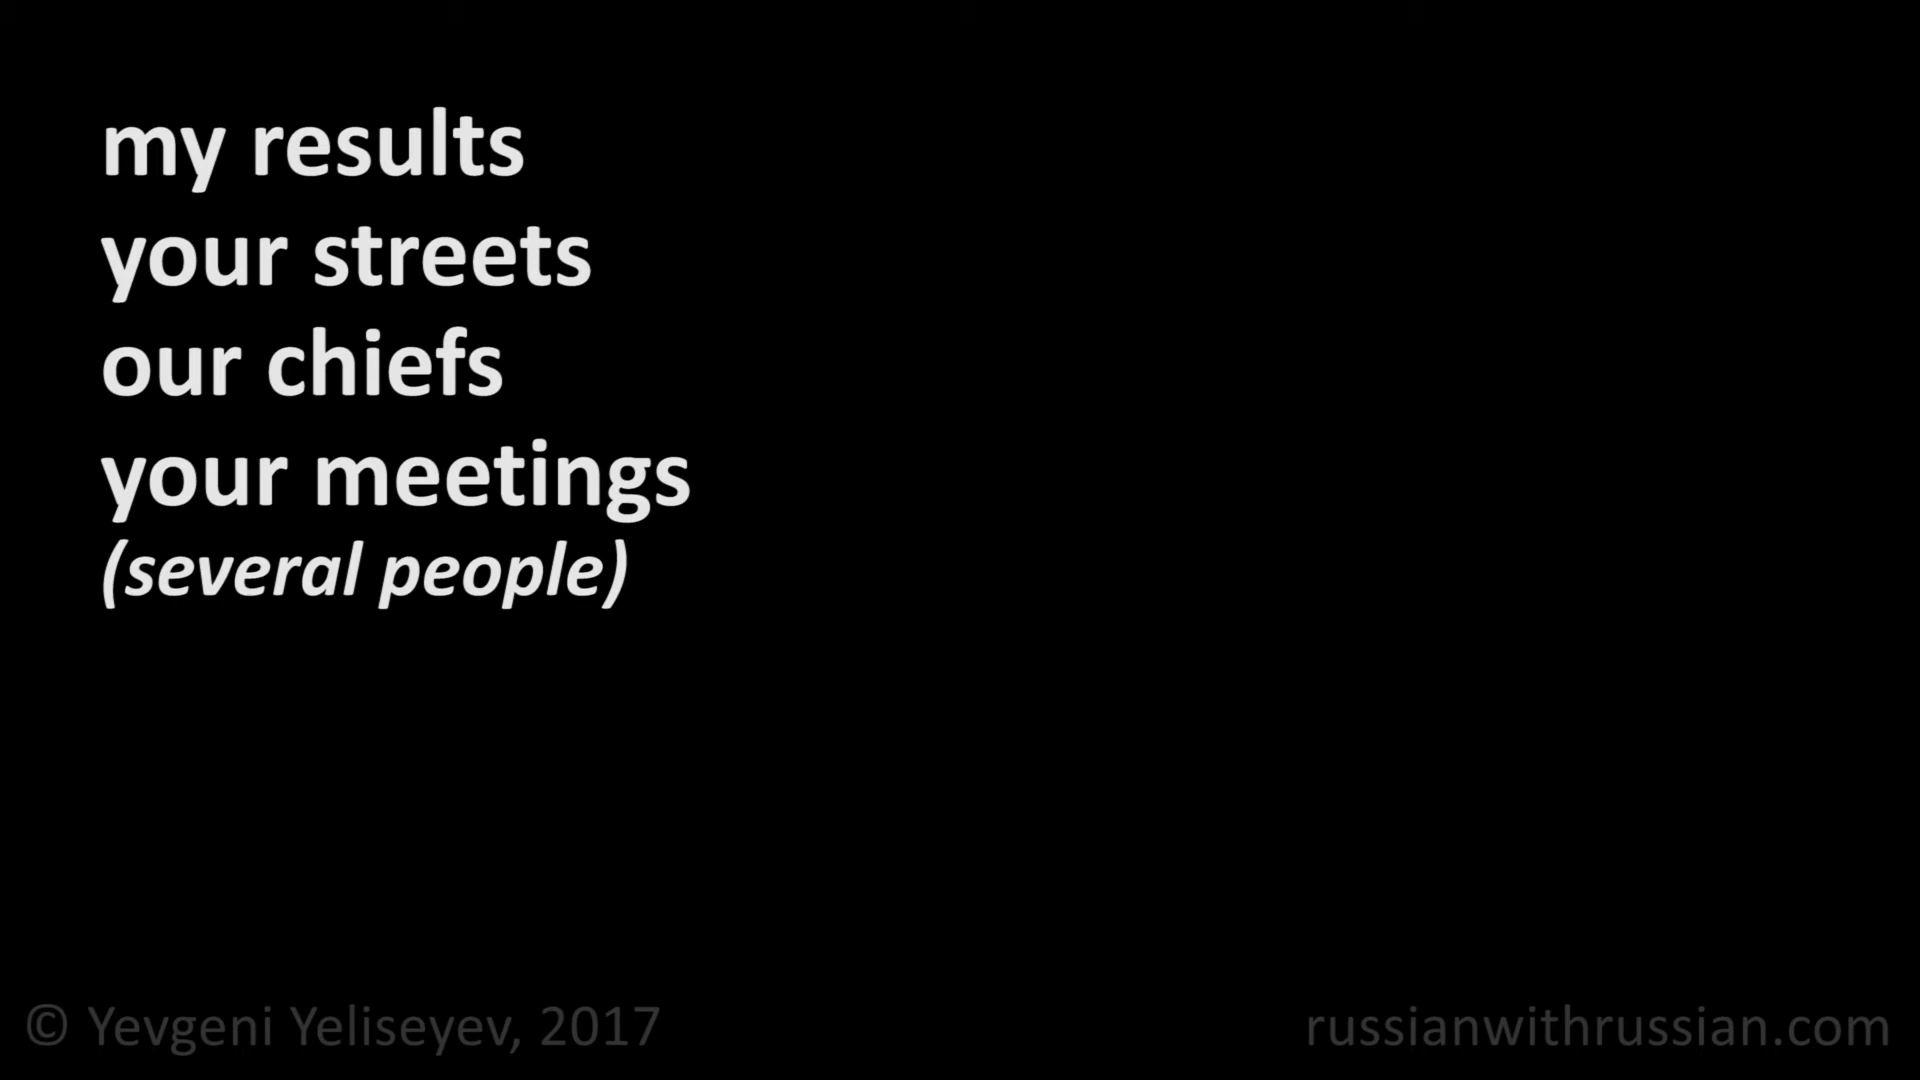 my results
your streets
our chiefs
your meetings
(several people)
© Yevgeni Yeliseyev, 2017
russianwithrussian.com